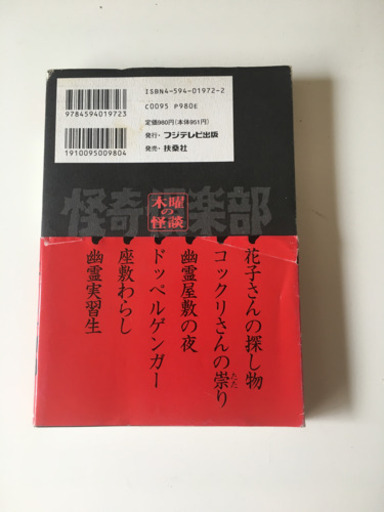 ISBN4-594-01972-2
C0095 P980E
定価980円(本体951円)
発行・フジテレビ出版
発売・扶桑社
9784594019723
1910095009804
怪奇倶楽部
木曜の怪談
花子さんの探し物
コックリさんの祟り
たた
幽霊屋敷の夜
ドッペルゲンガー
座敷わらし
幽霊実習生